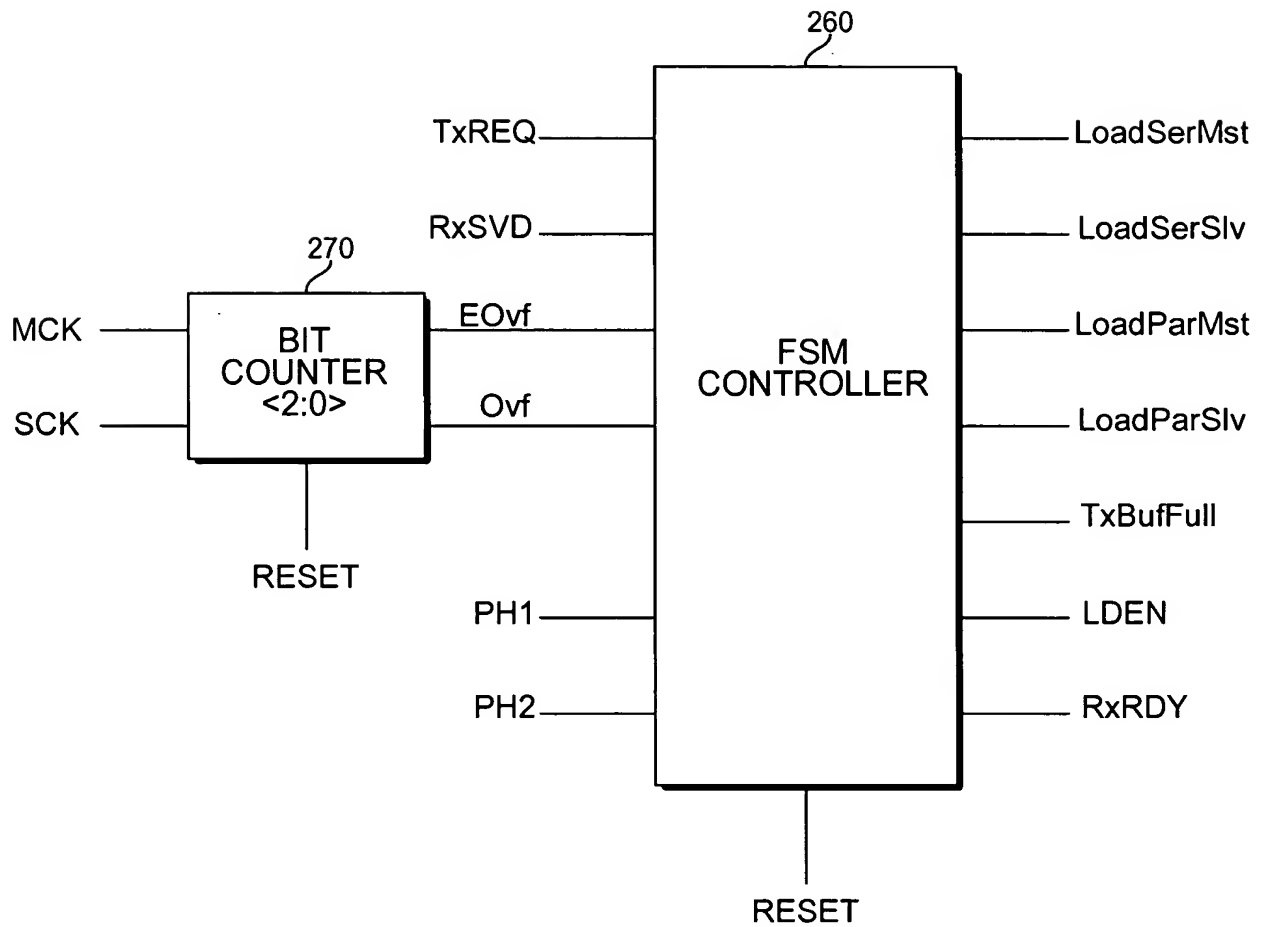 260
TxREQ
LoadSerMst
RxSVD
LoadSerSlv
270
MCK
BIT
COUNTER
<2:0>
EOvf
FSM
CONTROLLER
LoadParMst
SCK
Ovf
LoadParSlv
TxBufFull
RESET
PH1
LDEN
PH2
RxRDY
RESET